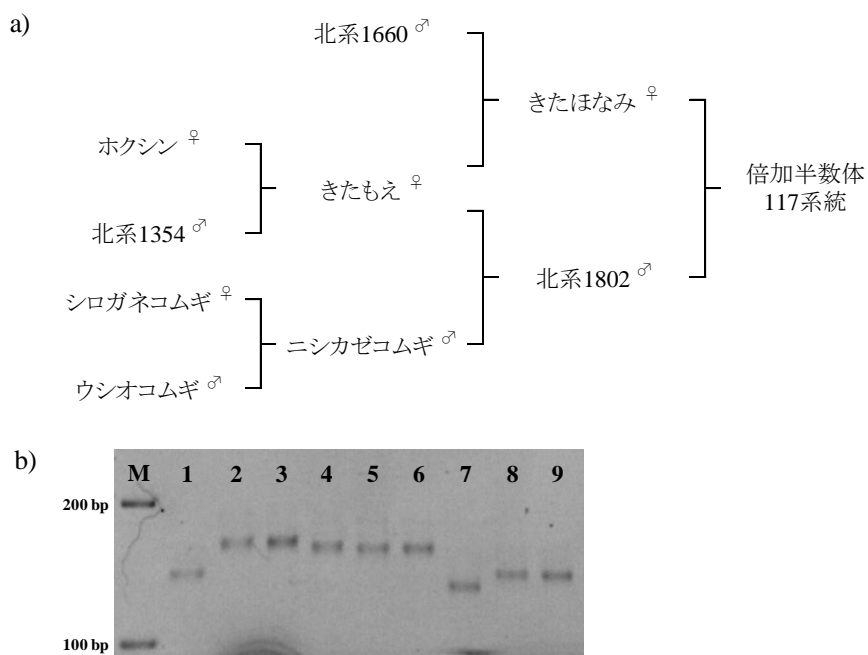 a)
北系1660 ♂
きたほなみ ♀
ホクシン ♀
きたもえ ♀
倍加半数体
117系統
北系1354 ♂
北系1802 ♂
シロガネコムギ ♀
ニシカゼコムギ ♂
ウシオコムギ ♂
b)
M 1 2 3 4 5 6 7 8 9
200 bp
100 bp